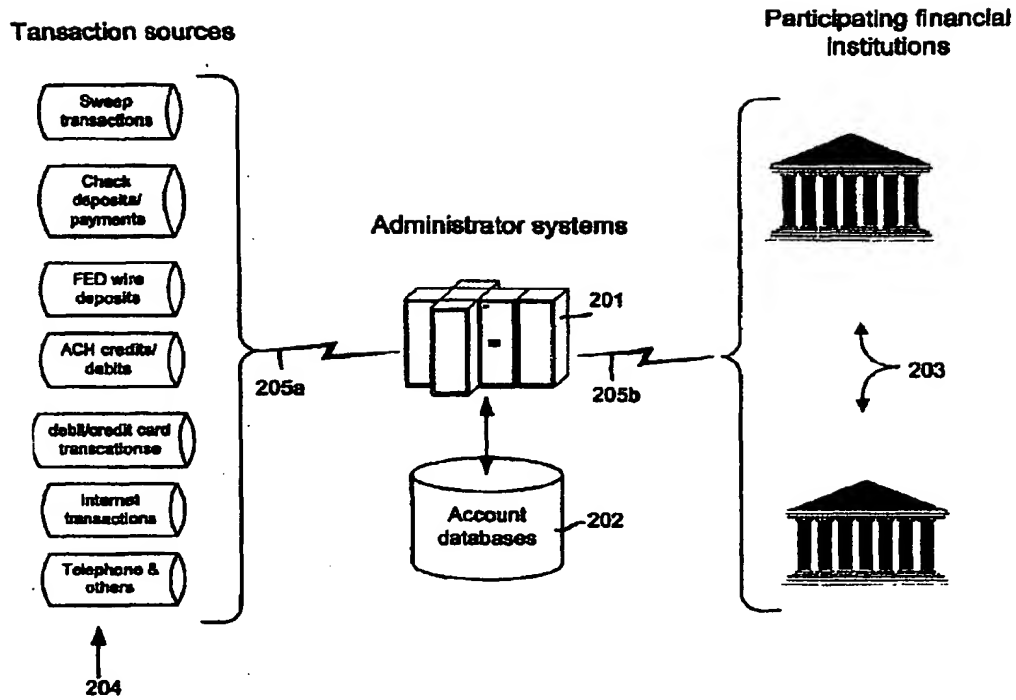 Tansaction sources
Sweep
transactions
Check
deposits/
payments
FED wire
deposits
ACH credits/
debits
debit/credit card
transcationse
Internet
transactions
Telephone &
others
204
205a
Administrator systems
201
205b
Account
databases
202
Participating financial
institutions
203